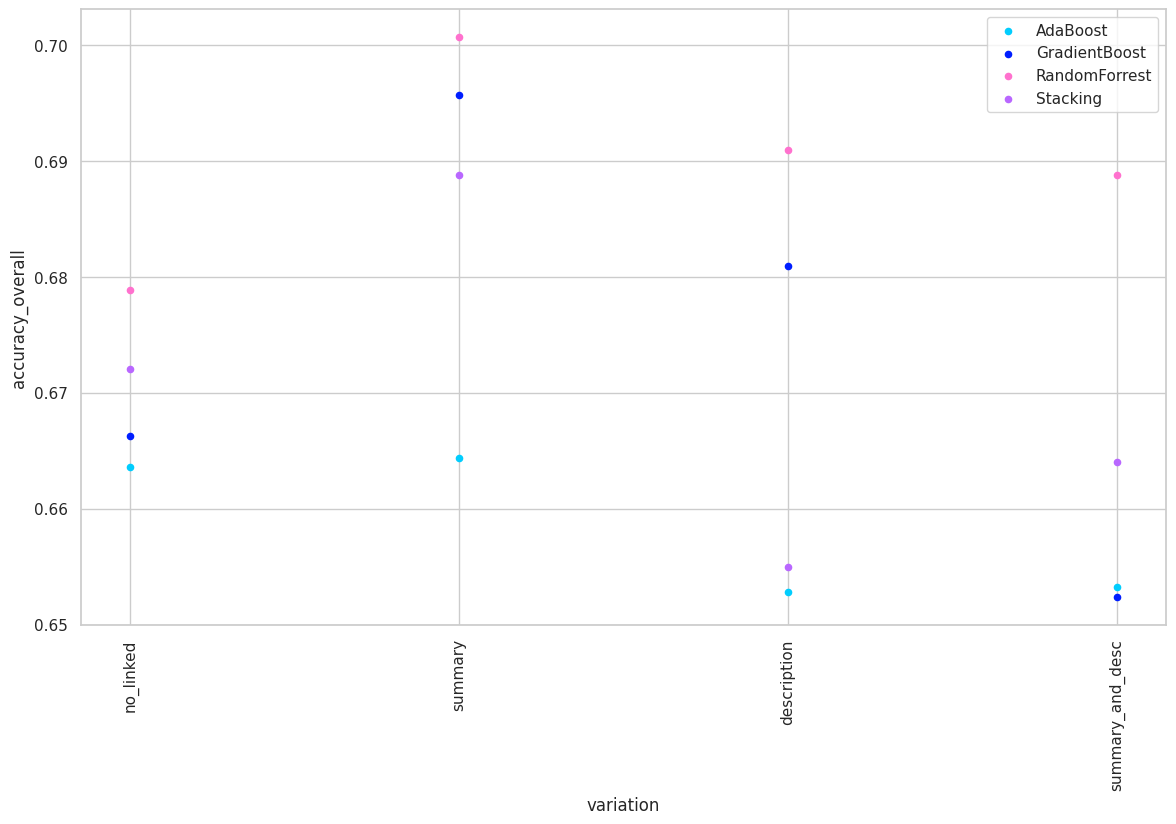 AdaBoost
GradientBoost
RandomForrest
Stacking
accuracy_overall
0.70
0.69
0.68
0.67
0.66
0.65
no_linked
summary
description
summary_and_desc
variation